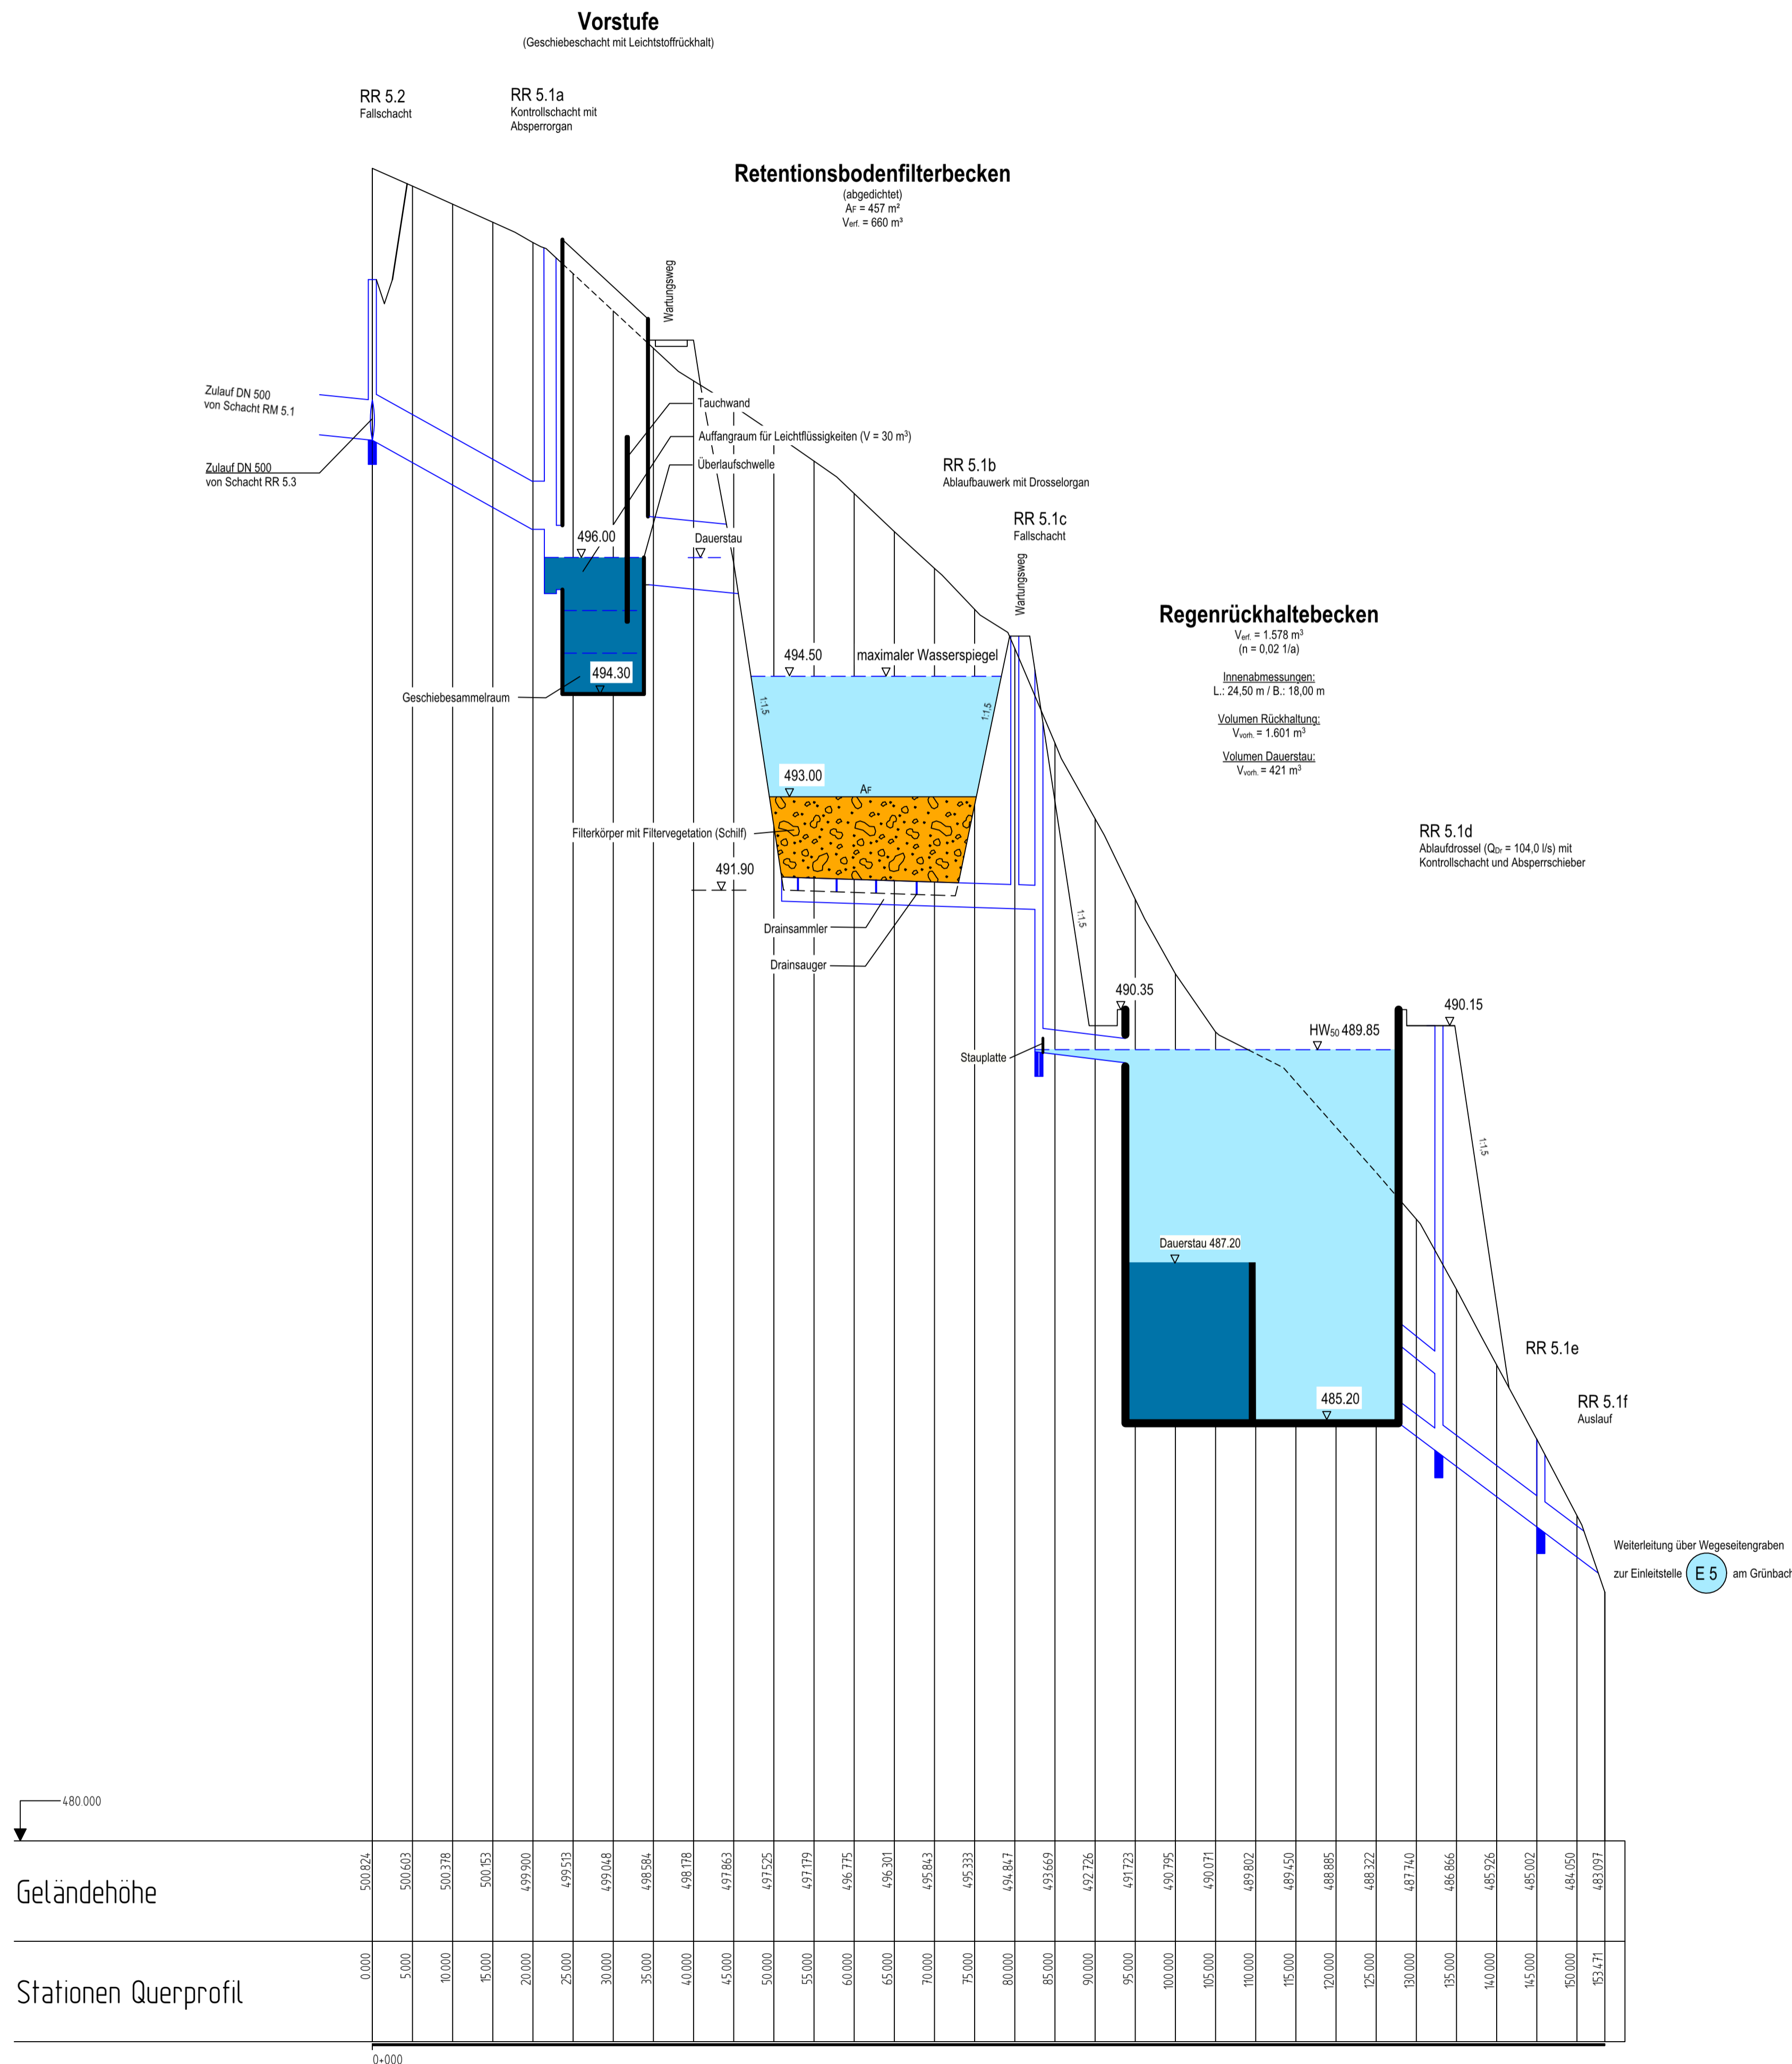 Vorstufe
(Geschiebeschacht mit Leichtstoffrückhalt)
RR 5.2
Fallschacht
RR 5.1a
Kontrollschacht mit
Absperrorgan
Retentionsbodenfilterbecken
(abgedichtet)
AF = 457 m²
Verf. = 660 m³
Wartungsweg
Zulauf DN 500
von Schacht RM 5.1
Zulauf DN 500
von Schacht RR 5.3
Tauchwand
Auffangraum für Leichtflüssigkeiten (V = 30 m³)
Überlaufschwelle
RR 5.1b
Ablaufbauwerk mit Drosselorgan
RR 5.1c
Fallschacht
Wartungsweg
496.00
Dauerstau
494.30
Geschiebesammelraum
494.50
maximaler Wasserspiegel
1:1,5
1:1,5
493.00
AF
Filterkörper mit Filtervegetation (Schilf)
491.90
Drainsammler
Drainsauger
Regenrückhaltebecken
Verf. = 1.578 m³
(n = 0,02 1/a)
Innenabmessungen:
L.: 24,50 m / B.: 18,00 m
Volumen Rückhaltung:
Vvorh. = 1.601 m³
Volumen Dauerstau:
Vvorh. = 421 m³
RR 5.1d
Ablaufdrossel (QDr = 104,0 l/s) mit
Kontrollschacht und Absperrschieber
1:1,5
490.35
490.15
HW50 489.85
Stauplatte
1:1,5
Dauerstau 487.20
485.20
RR 5.1e
RR 5.1f
Auslauf
Weiterleitung über Wegeseitengraben
zur Einleitstelle E 5 am Grünbach
480.000
Geländehöhe
500.824 500.603 500.378 500.153 499.900 499.513 499.048 498.584 498.178 497.863 497.525 497.179 496.775 496.301 495.843 495.333 494.847 493.669 492.726 491.723 490.795 490.071 489.802 489.450 488.885 488.322 487.740 486.866 485.926 485.002 484.050 483.097
Stationen Querprofil
0.000 5.000 10.000 15.000 20.000 25.000 30.000 35.000 40.000 45.000 50.000 55.000 60.000 65.000 70.000 75.000 80.000 85.000 90.000 95.000 100.000 105.000 110.000 115.000 120.000 125.000 130.000 135.000 140.000 145.000 150.000 153.471
0+000